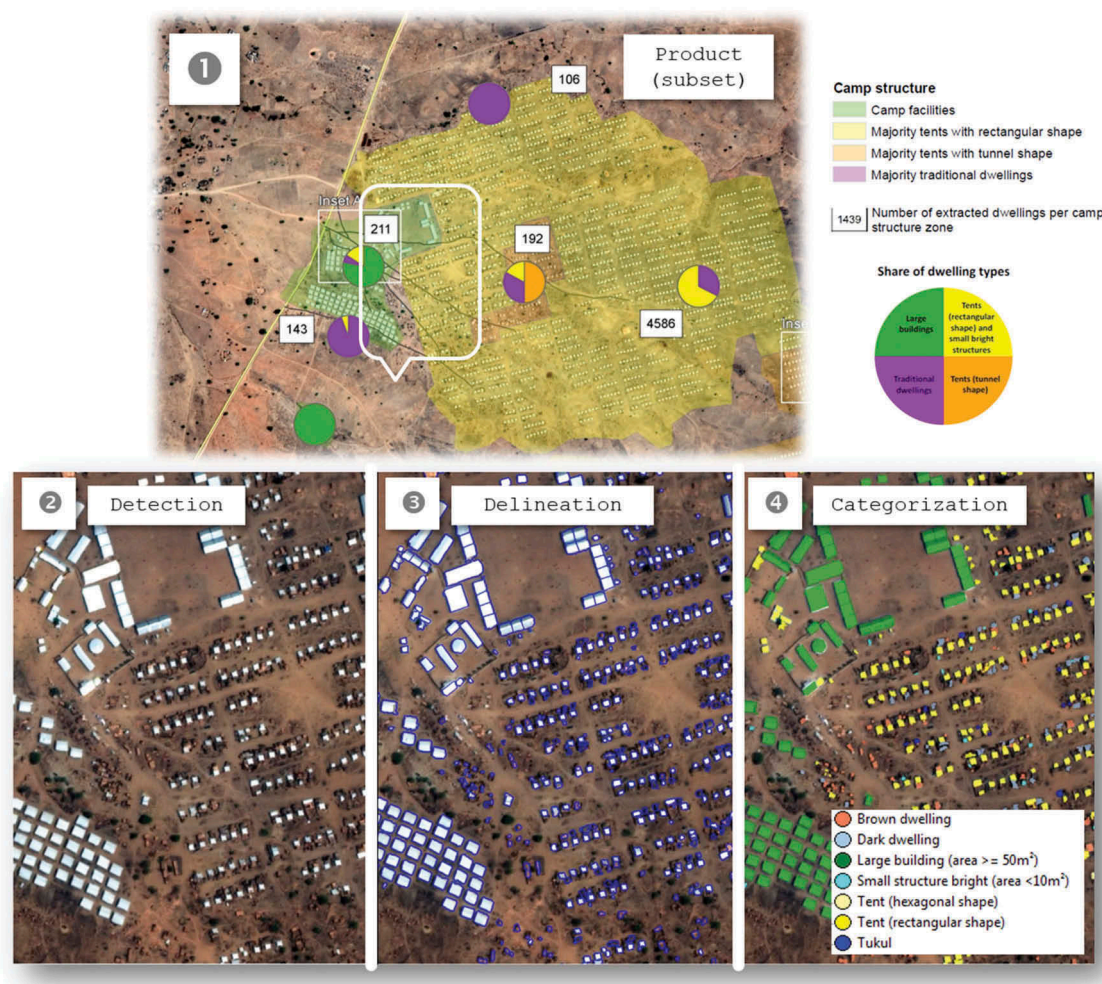 1
Product
(subset)
106
Inset A
211
192
143
4586
Inse
Camp structure
Camp facilities
Majority tents with rectangular shape
Majority tents with tunnel shape
Majority traditional dwellings
1439
Number of extracted dwellings per camp
structure zone
Share of dwelling types
Large
buildings
Tents
(rectangular
shape) and
small bright
structures
Traditional
dwellings
Tents (tunnel
shape)
2
Detection
3
Delineation
4
Categorization
Brown dwelling
Dark dwelling
Large building (area >= 50m²)
Small structure bright (area <10m²)
Tent (hexagonal shape)
Tent (rectangular shape)
Tukul